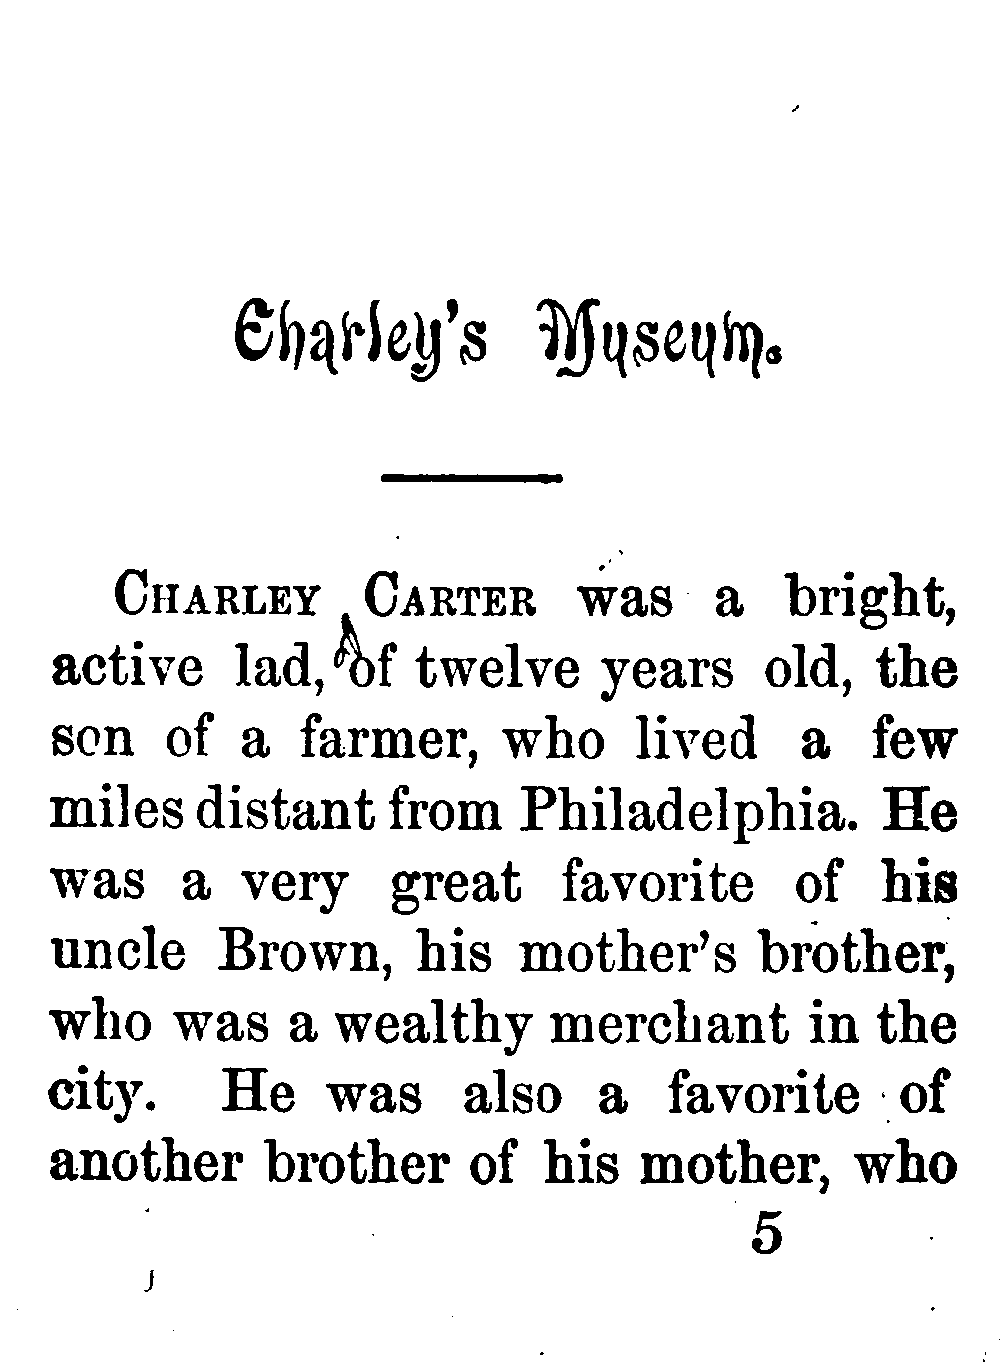 Charley's Museum.
CHARLEY CARTER was a bright,
active lad, of twelve years old, the
son of a farmer, who lived a few
miles distant from Philadelphia. He
was a very great favorite of his
uncle Brown, his mother's brother,
who was a wealthy merchant in the
city. He was also a favorite of
another brother of his mother, who
5